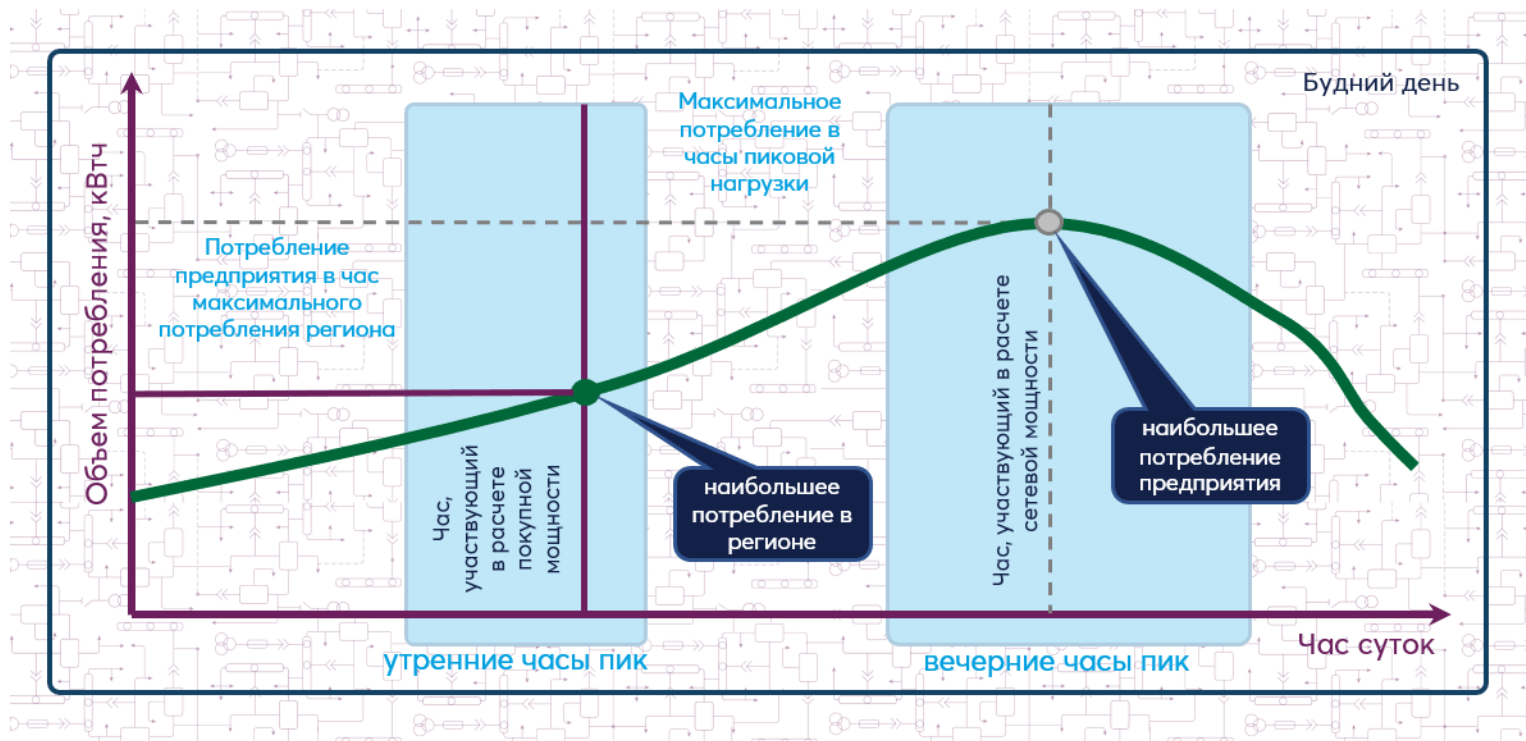 Будний день
Максимальное
потребление в
часы пиковой
нагрузки
Объем потребления, кВтч
Потребление
предприятия в час
максимального
потребления региона
Час,
участвующий
в расчете
покупной
мощности
наибольшее
потребление в
регионе
Час, участвующий в расчете
сетевой мощности
наибольшее
потребление
предприятия
утренние часы пик
вечерние часы пик
Час суток